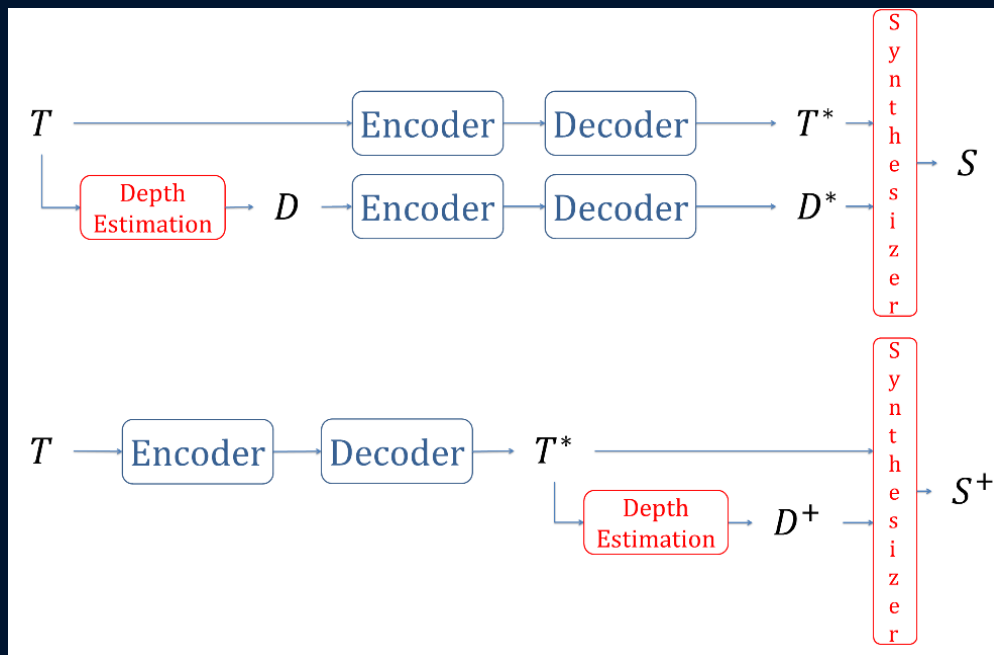 T
Encoder
Decoder
T*
Depth
Estimation
D
Encoder
Decoder
D*
Synthesizer
S
T
Encoder
Decoder
T*
Depth
Estimation
D+
Synthesizer
S+